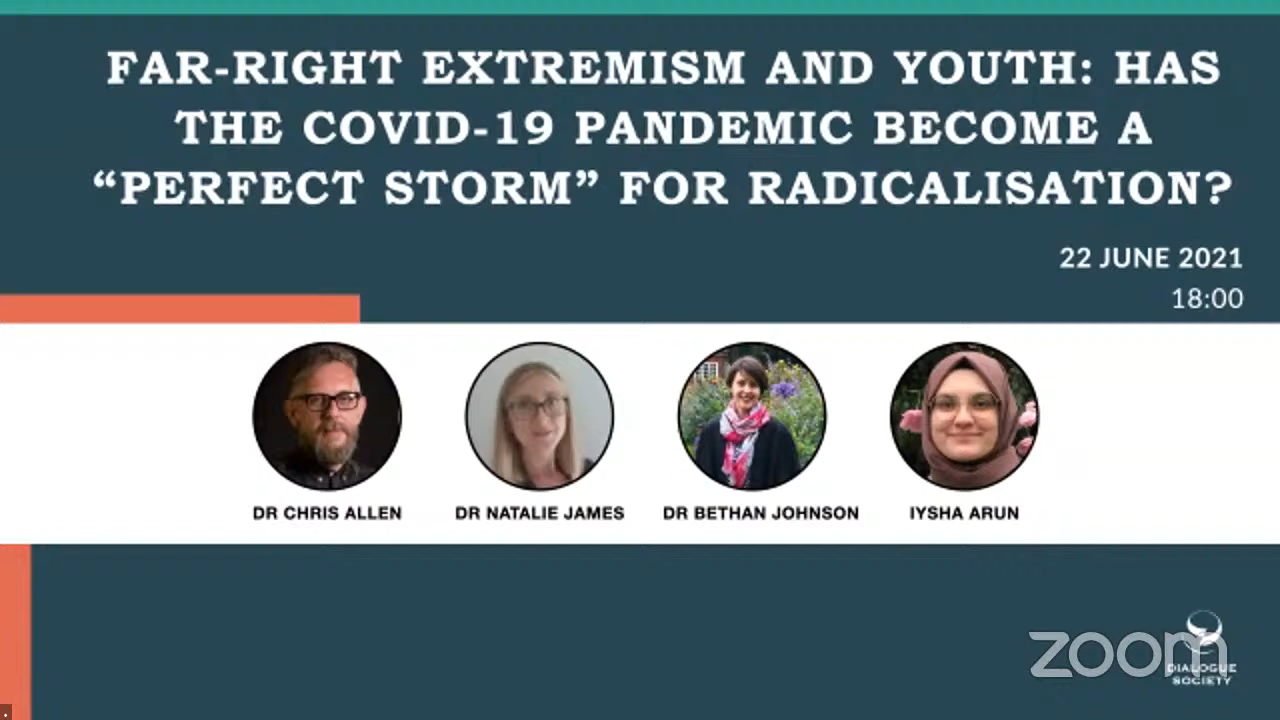 FAR-RIGHT EXTREMISM AND YOUTH: HAS
THE COVID-19 PANDEMIC BECOME A
“PERFECT STORM” FOR RADICALISATION?
22 JUNE 2021
18:00
DR CHRIS ALLEN
DR NATALIE JAMES
DR BETHAN JOHNSON
IYSHA ARUN
zoom
DIALOGUE
SOCIETY